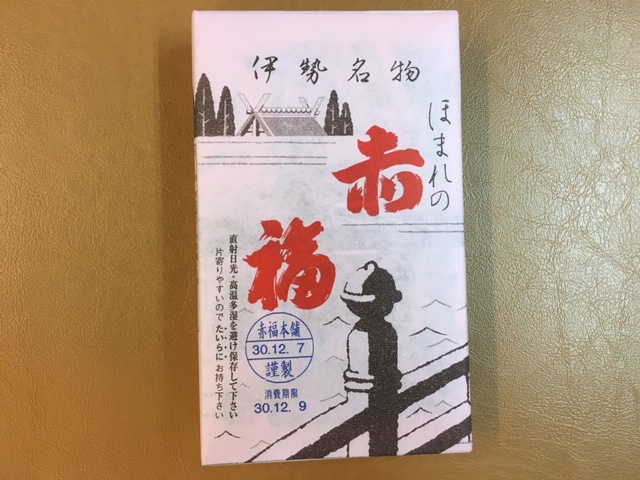 伊勢名物
ほまれの
赤福
直射日光・高温多湿を避け保存して下さい
片寄りやすいので たいらに お持ち下さい
赤福本舗
30.12.7
謹製
消費期限
30.12.9